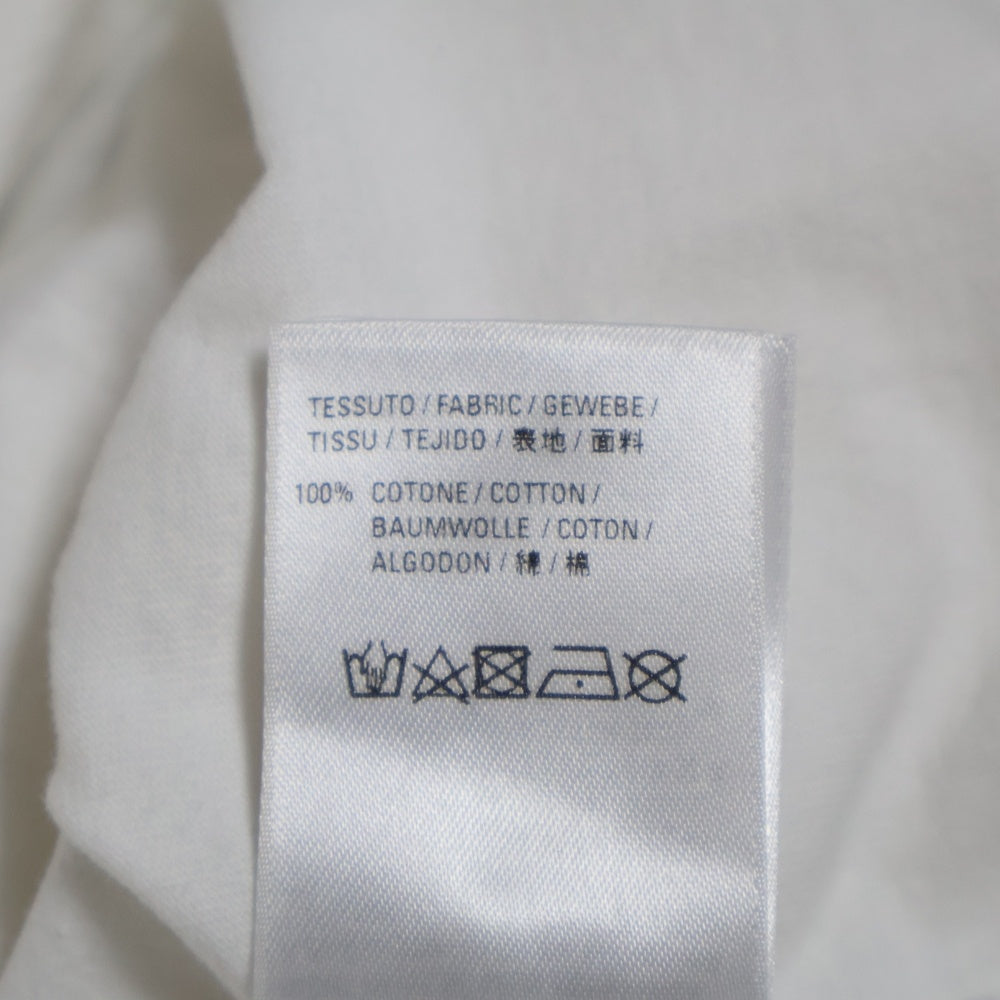 TESSUTO / FABRIC / GEWEBE /
TISSU / TEJIDO / 表地 / 面料
100% COTONE / COTTON /
BAUMWOLLE / COTON /
ALGODON / 綿 / 棉